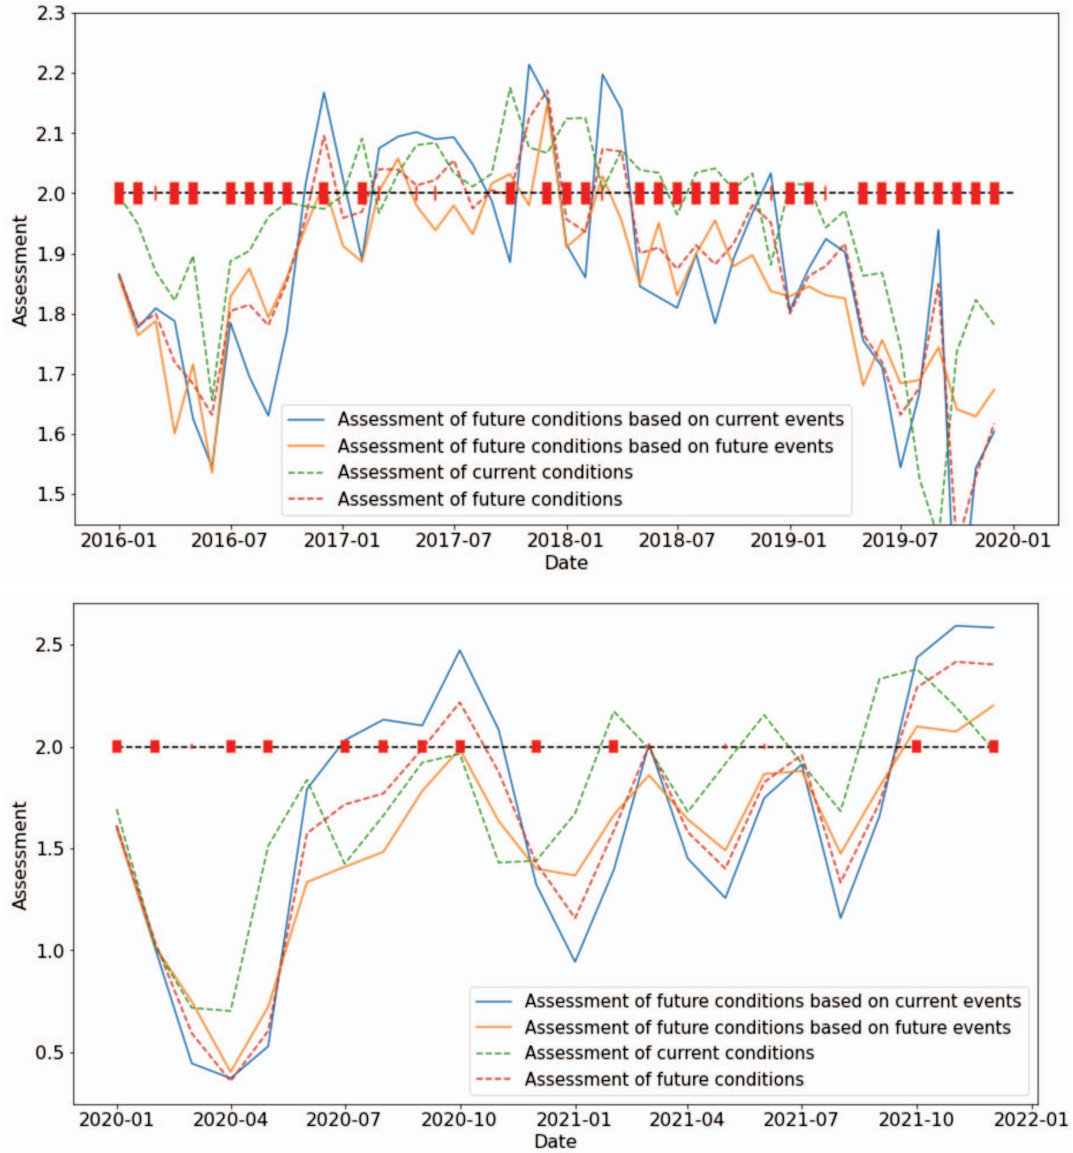 2.3
2.2
2.1
2.0
1.9
1.8
1.7
1.6
1.5
Assessment
Assessment of future conditions based on current events
Assessment of future conditions based on future events
Assessment of current conditions
Assessment of future conditions
2016-01 2016-07 2017-01 2017-07 2018-01 2018-07 2019-01 2019-07 2020-01
Date
2.5
2.0
1.5
1.0
0.5
Assessment
Assessment of future conditions based on current events
Assessment of future conditions based on future events
Assessment of current conditions
Assessment of future conditions
2020-01 2020-04 2020-07 2020-10 2021-01 2021-04 2021-07 2021-10 2022-01
Date